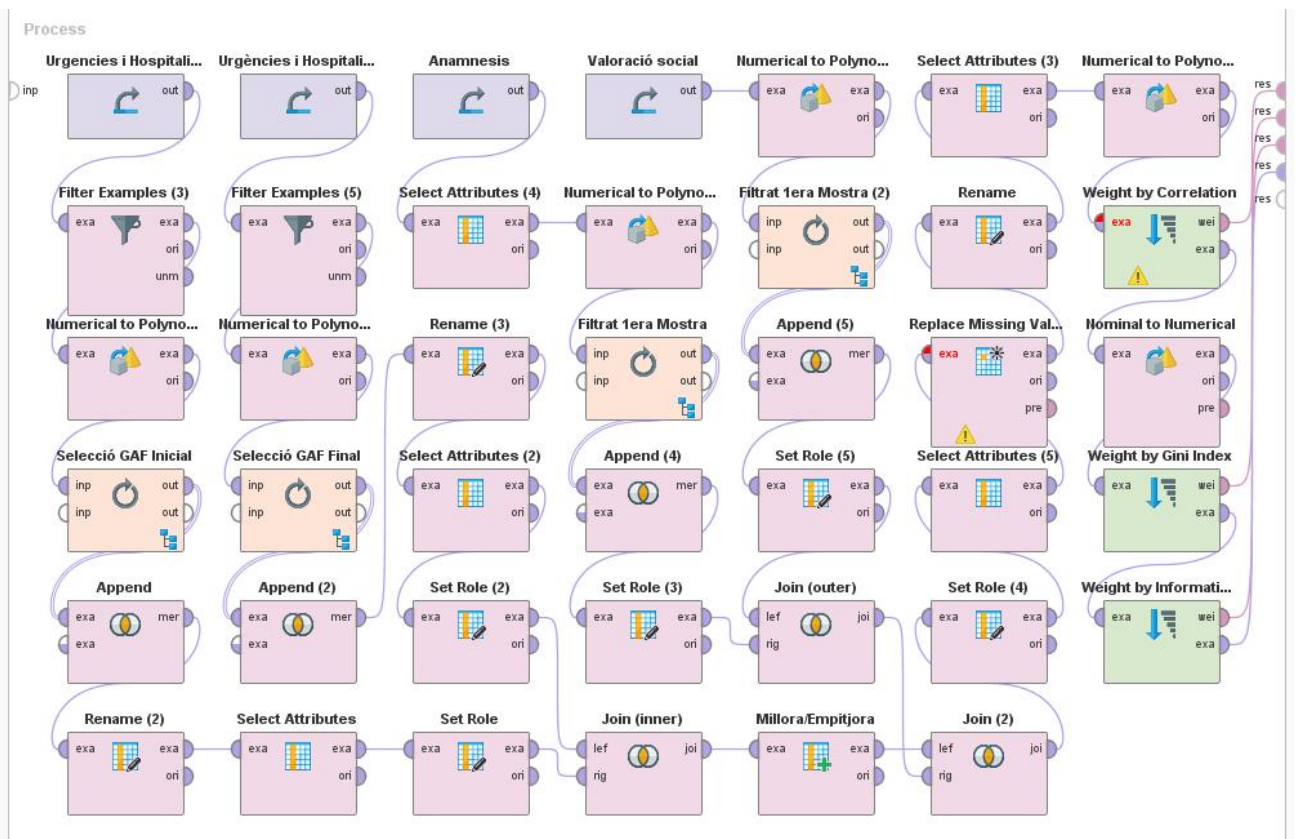 Process
Urgencies i Hospitali... Urgències i Hospitali... Anamnesis Valoració social Numerical to Polyno... Select Attributes (3) Numerical to Polyno...
inp out out out out exa exa exa exa exa exa res
ori ori ori res
res
res
res
Filter Examples (3) Filter Examples (5) Select Attributes (4) Numerical to Polyno... Filtrat 1era Mostra (2) Rename Weight by Correlation
exa exa exa exa exa exa exa exa inp out exa exa exa wei
ori ori ori ori inp out ori exa
unm unm
Numerical to Polyno... Numerical to Polyno... Rename (3) Filtrat 1era Mostra Append (5) Replace Missing Val... Nominal to Numerical
exa exa exa exa exa exa inp out exa mer exa exa exa exa
ori ori ori inp out exa ori ori
pre pre
Selecció GAF Inicial Selecció GAF Final Select Attributes (2) Append (4) Set Role (5) Select Attributes (5) Weight by Gini Index
inp out inp out exa exa exa mer exa exa exa exa exa wei
inp out inp out ori exa ori ori exa
Append Append (2) Set Role (2) Set Role (3) Join (outer) Set Role (4) Weight by Informati...
exa mer exa mer exa exa exa exa lef joi exa exa exa wei
exa exa ori ori rig ori exa
Rename (2) Select Attributes Set Role Join (inner) Millora/Empitjora Join (2)
exa exa exa exa exa exa lef joi exa exa lef joi
ori ori ori rig ori rig